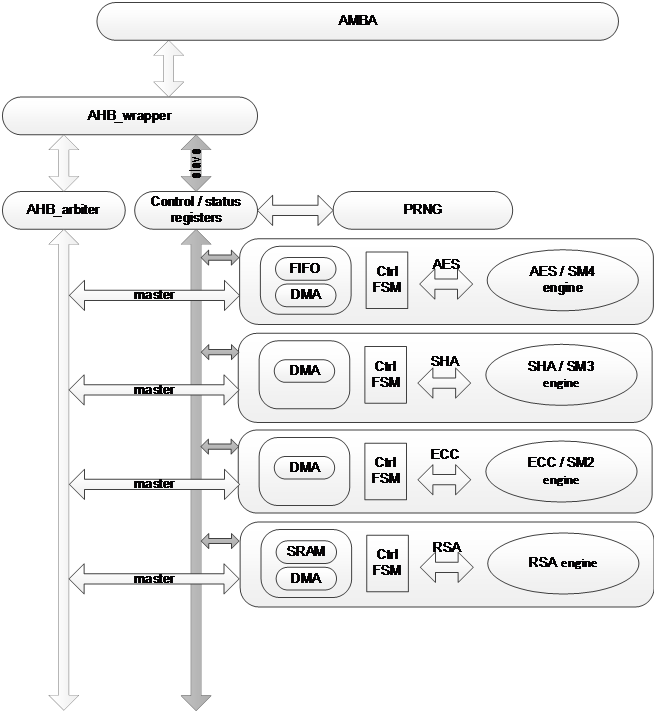 AMBA
AHB_wrapper
AHB_arbiter
Control / status
registers
PRNG
FIFO
DMA
Ctrl
FSM
AES
AES / SM4
engine
master
DMA
Ctrl
FSM
SHA
SHA / SM3
engine
master
DMA
Ctrl
FSM
ECC
ECC / SM2
engine
master
SRAM
DMA
Ctrl
FSM
RSA
RSA engine
master